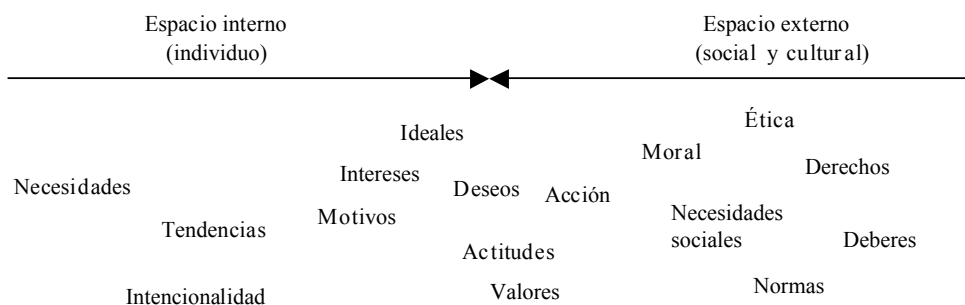 Espacio interno
(individuo)
Espacio externo
(social y cultural)
Ética
Ideales
Moral
Derechos
Intereses
Necesidades
Deseos
Acción
Motivos
Necesidades
sociales
Tendencias
Deberes
Actitudes
Normas
Valores
Intencionalidad